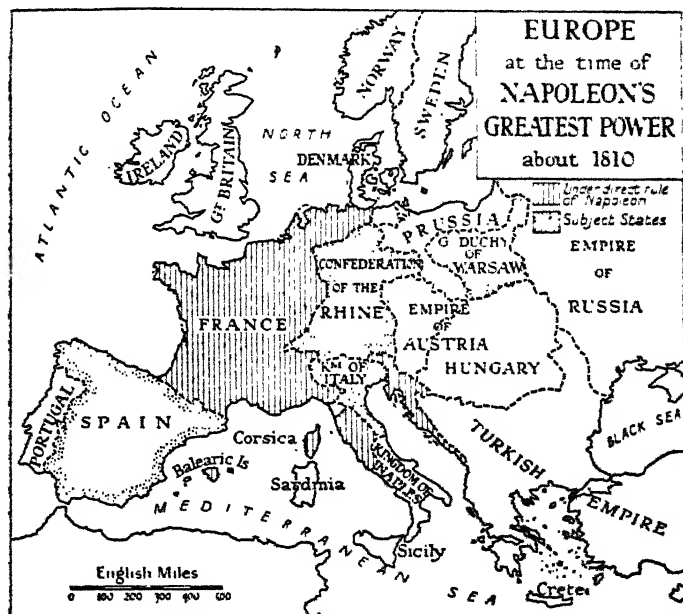 EUROPE
at the time of
NAPOLEON'S
GREATEST POWER
about 1810
Under direct rule
of Napoleon
Subject States
ATLANTIC OCEAN
NORTH
SEA
NORWAY
SWEDEN
DENMARK
IRELAND
GT BRITAIN
PRUSSIA
G DUCHY
OF
WARSAW
EMPIRE
OF
RUSSIA
CONFEDERATION
OF THE
RHINE
FRANCE
EMPIRE
OF
AUSTRIA
HUNGARY
KM OF
ITALY
PORTUGAL
SPAIN
Corsica
Balearic Is
Sardinia
KINGDOM OF
NAPLES
TURKISH
EMPIRE
BLACK SEA
MEDITERRANEAN SEA
Sicily
Crete
English Miles
0 100 200 400 600